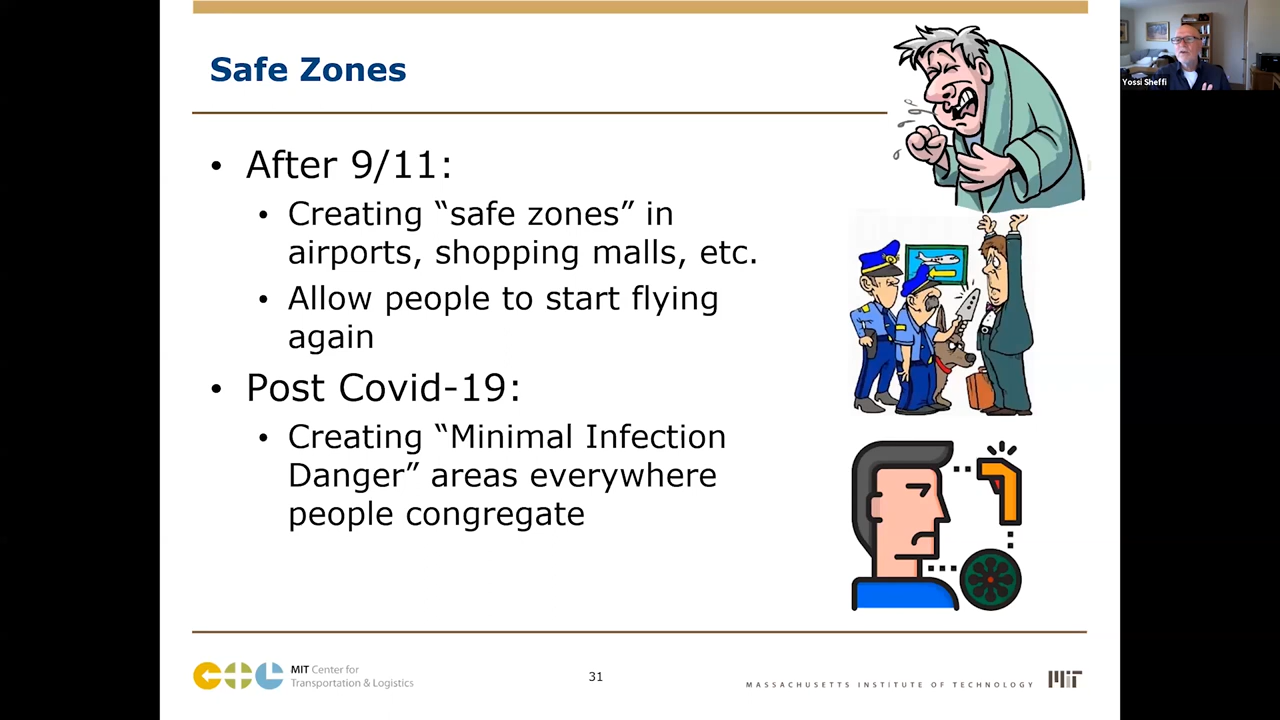 Safe Zones
Yossi Sheffi
• After 9/11:
• Creating “safe zones” in
airports, shopping malls, etc.
• Allow people to start flying
again
• Post Covid-19:
• Creating “Minimal Infection
Danger” areas everywhere
people congregate
MIT Center for
Transportation & Logistics
31
MASSACHUSETTS INSTITUTE OF TECHNOLOGY
MIT